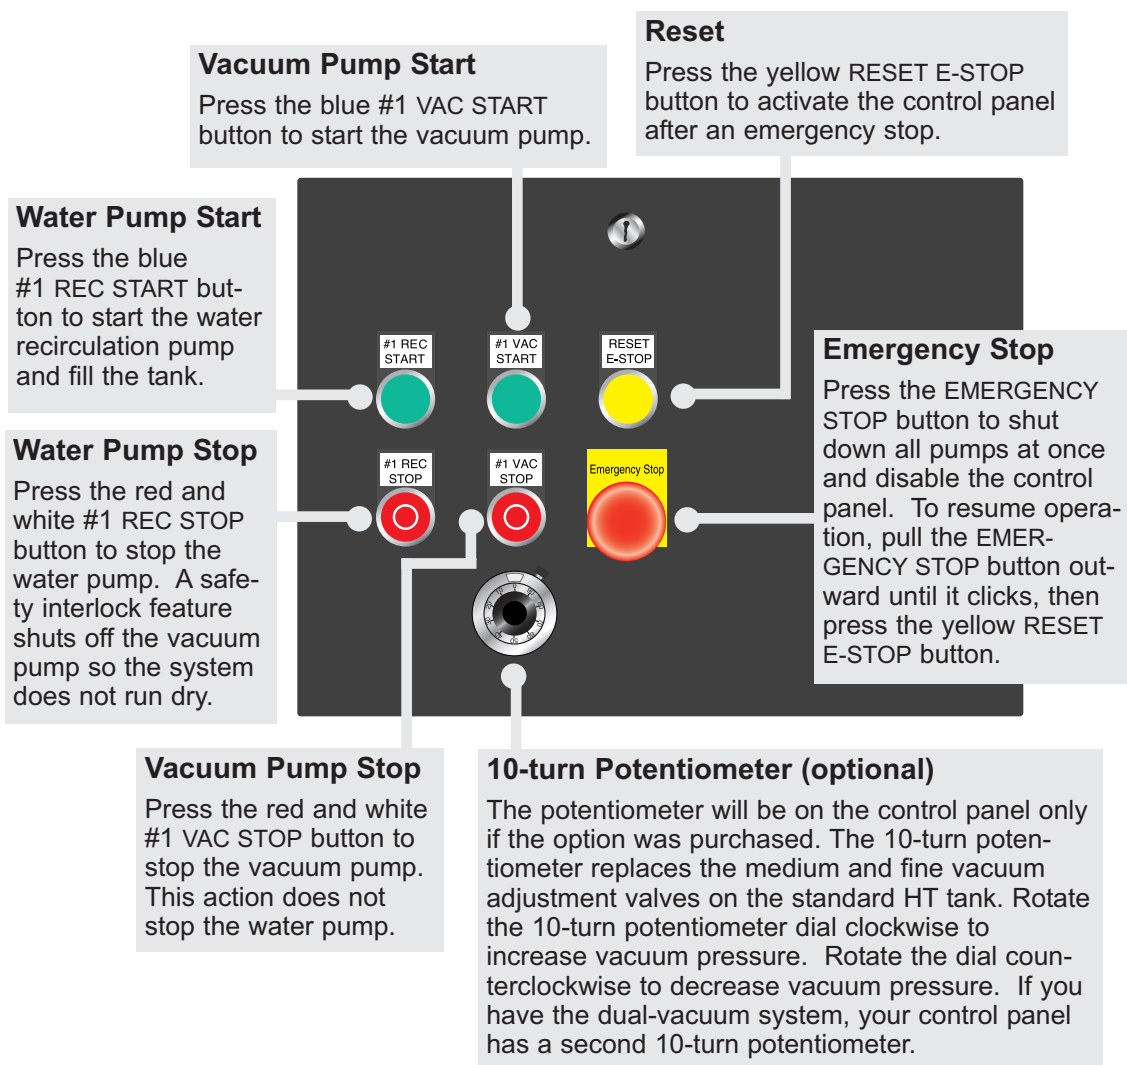 Reset
Press the yellow RESET E-STOP
button to activate the control panel
after an emergency stop.
Vacuum Pump Start
Press the blue #1 VAC START
button to start the vacuum pump.
Water Pump Start
Press the blue
#1 REC START but-
ton to start the water
recirculation pump
and fill the tank.
Water Pump Stop
Press the red and
white #1 REC STOP
button to stop the
water pump. A safe-
ty interlock feature
shuts off the vacuum
pump so the system
does not run dry.
#1 REC
START
#1 VAC
START
RESET
E-STOP
#1 REC
STOP
#1 VAC
STOP
Emergency Stop
Emergency Stop
Press the EMERGENCY
STOP button to shut
down all pumps at once
and disable the control
panel. To resume opera-
tion, pull the EMER-
GENCY STOP button out-
ward until it clicks, then
press the yellow RESET
E-STOP button.
Vacuum Pump Stop
Press the red and white
#1 VAC STOP button to
stop the vacuum pump.
This action does not
stop the water pump.
10-turn Potentiometer (optional)
The potentiometer will be on the control panel only
if the option was purchased. The 10-turn poten-
tiometer replaces the medium and fine vacuum
adjustment valves on the standard HT tank. Rotate
the 10-turn potentiometer dial clockwise to
increase vacuum pressure. Rotate the dial coun-
terclockwise to decrease vacuum pressure. If you
have the dual-vacuum system, your control panel
has a second 10-turn potentiometer.